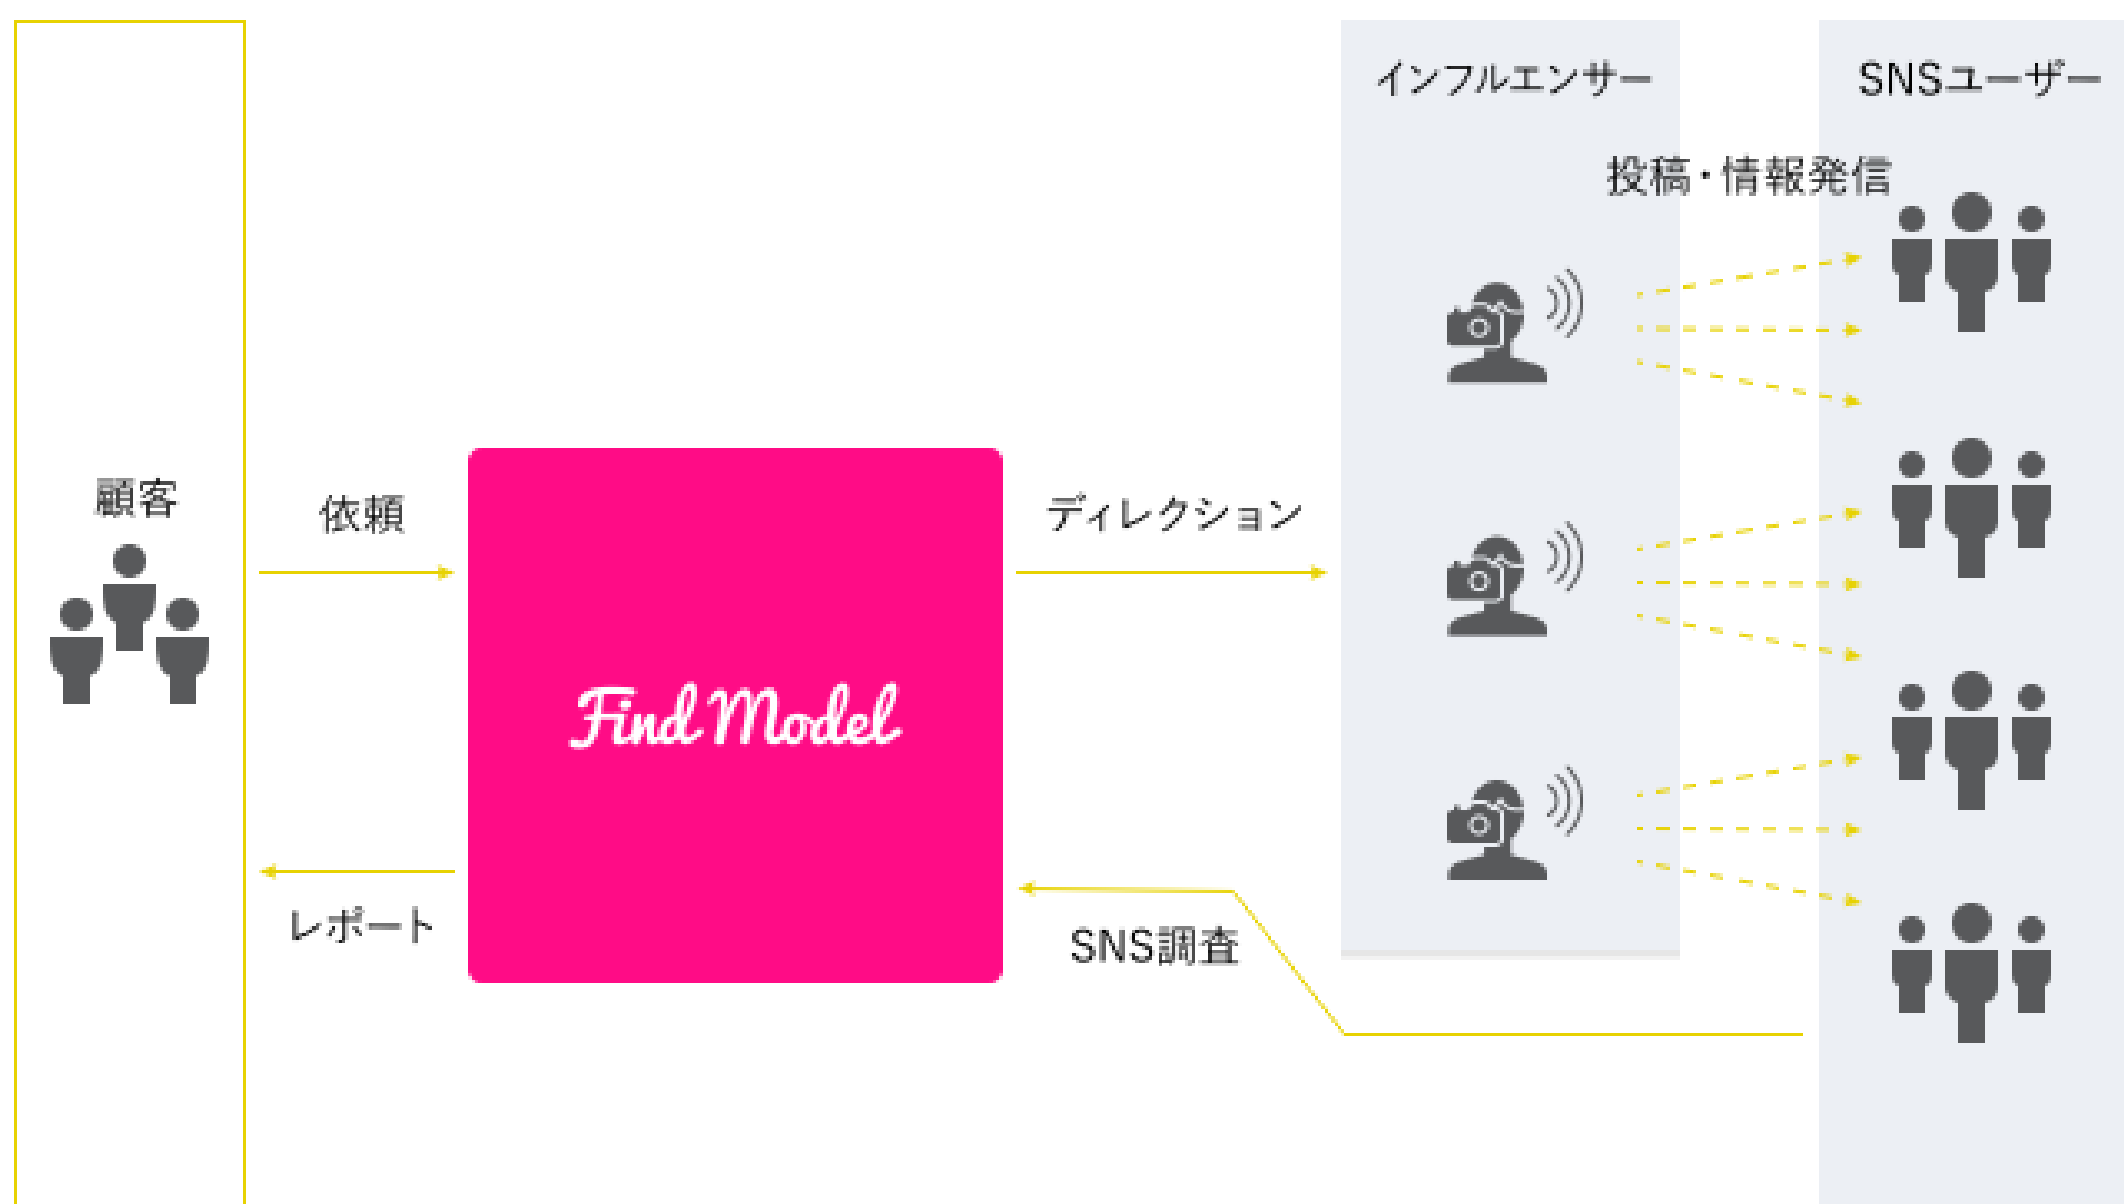 インフルエンサー
SNSユーザー
投稿・情報発信
顧客
依頼
ディレクション
Find Model
レポート
SNS調査